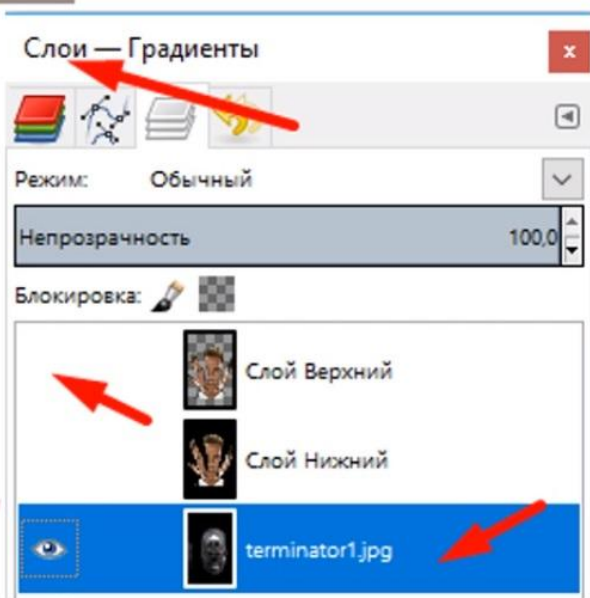 Слои — Градиенты
Режим: Обычный
Непрозрачность 100,0
Блокировка:
Слой Верхний
Слой Нижний
terminator1.jpg